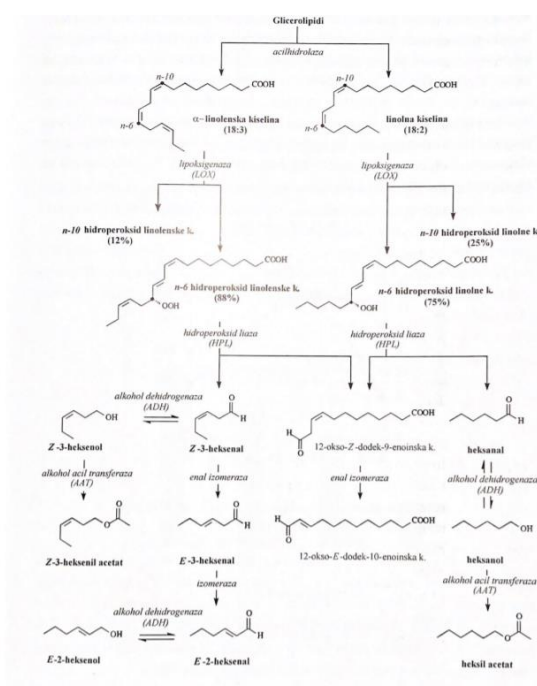 Glicerolipidi
acilhidrolaza
n-10
COOH
n-6
α-linolenska kiselina
(18:3)
n-10
COOH
n-6
linolna kiselina
(18:2)
lipoksigenaza
(LOX)
lipoksigenaza
(LOX)
n-10 hidroperoksid linolenske k.
(12%)
n-10 hidroperoksid linolne k
(25%)
COOH
OOH
n-6 hidroperoksid linolenske k.
(88%)
COOH
OOH
n-6 hidroperoksid linolne k.
(75%)
hidroperoksid liaza
(HPL)
hidroperoksid liaza
(HPL)
OH
Z-3-heksenol
alkohol dehidrogenaza
(ADH)
O
H
Z-3-heksenal
COOH
H
O
12-okso-Z-dodek-9-enoinska k.
O
H
heksanal
alkohol acil transferaza
(AAT)
enal izomeraza
enal izomeraza
alkohol dehidrogenaza
(ADH)
O
O
Z-3-heksenil acetat
O
H
E-3-heksenal
H
O
COOH
12-okso-E-dodek-10-enoinska k.
OH
heksanol
izomeraza
alkohol acil transferaza
(AAT)
OH
E-2-heksenol
alkohol dehidrogenaza
(ADH)
O
H
E-2-heksenal
O
O
heksil acetat